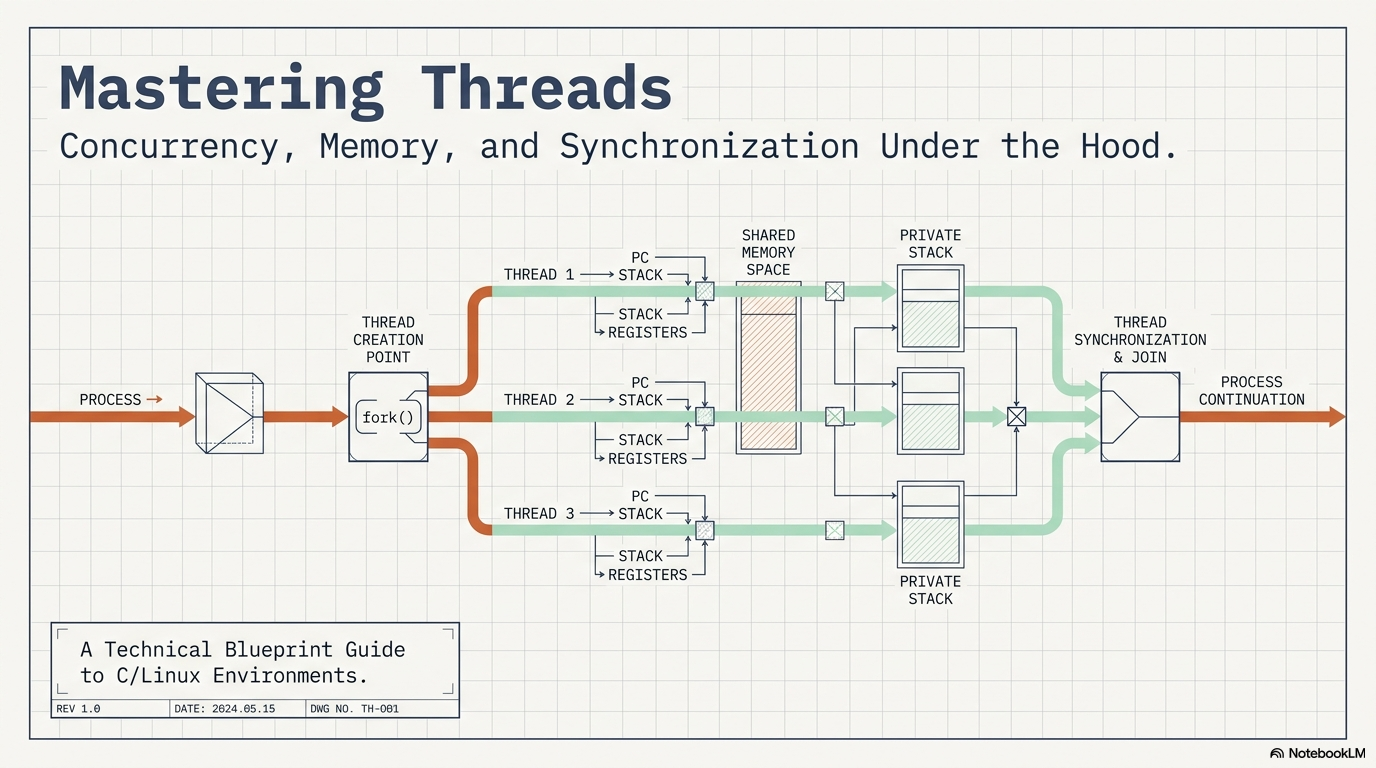 Mastering Threads
Concurrency, Memory, and Synchronization Under the Hood.
PROCESS →
THREAD
CREATION
POINT
fork()
THREAD 1
PC
STACK
STACK
REGISTERS
THREAD 2
PC
STACK
STACK
REGISTERS
THREAD 3
PC
STACK
STACK
REGISTERS
SHARED
MEMORY
SPACE
PRIVATE
STACK
PRIVATE
STACK
THREAD
SYNCHRONIZATION
& JOIN
PROCESS
CONTINUATION
A Technical Blueprint Guide
to C/Linux Environments.
REV 1.0
DATE: 2024.05.15
DWG NO. TH-001
NotebookLM